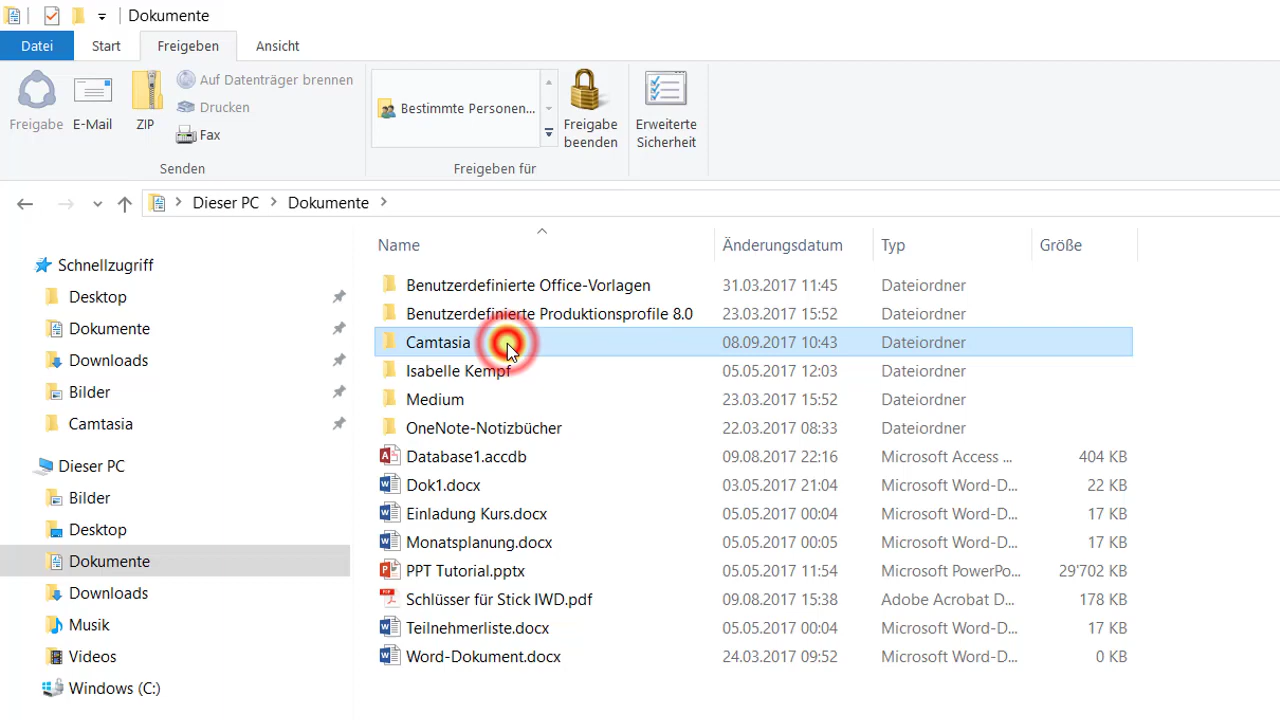 Dokumente
Datei Start Freigeben Ansicht
Freigabe E-Mail ZIP
Auf Datenträger brennen
Drucken
Fax
Senden
Bestimmte Personen...
Freigabe beenden
Freigeben für
Erweiterte Sicherheit
Dieser PC Dokumente
Schnellzugriff
Desktop
Dokumente
Downloads
Bilder
Camtasia
Dieser PC
Bilder
Desktop
Dokumente
Downloads
Musik
Videos
Windows (C:)
Name Änderungsdatum Typ Größe
Benutzerdefinierte Office-Vorlagen 31.03.2017 11:45 Dateiordner
Benutzerdefinierte Produktionsprofile 8.0 23.03.2017 15:52 Dateiordner
Camtasia 08.09.2017 10:43 Dateiordner
Isabelle Kempf 05.05.2017 12:03 Dateiordner
Medium 23.03.2017 15:52 Dateiordner
OneNote-Notizbücher 22.03.2017 08:33 Dateiordner
Database1.accdb 09.08.2017 22:16 Microsoft Access ... 404 KB
Dok1.docx 03.05.2017 21:04 Microsoft Word-D... 22 KB
Einladung Kurs.docx 05.05.2017 00:04 Microsoft Word-D... 17 KB
Monatsplanung.docx 05.05.2017 00:05 Microsoft Word-D... 17 KB
PPT Tutorial.pptx 05.05.2017 11:54 Microsoft PowerPo... 29'702 KB
Schlüsser für Stick IWD.pdf 09.08.2017 15:38 Adobe Acrobat D... 178 KB
Teilnehmerliste.docx 05.05.2017 00:04 Microsoft Word-D... 17 KB
Word-Dokument.docx 24.03.2017 09:52 Microsoft Word-D... 0 KB